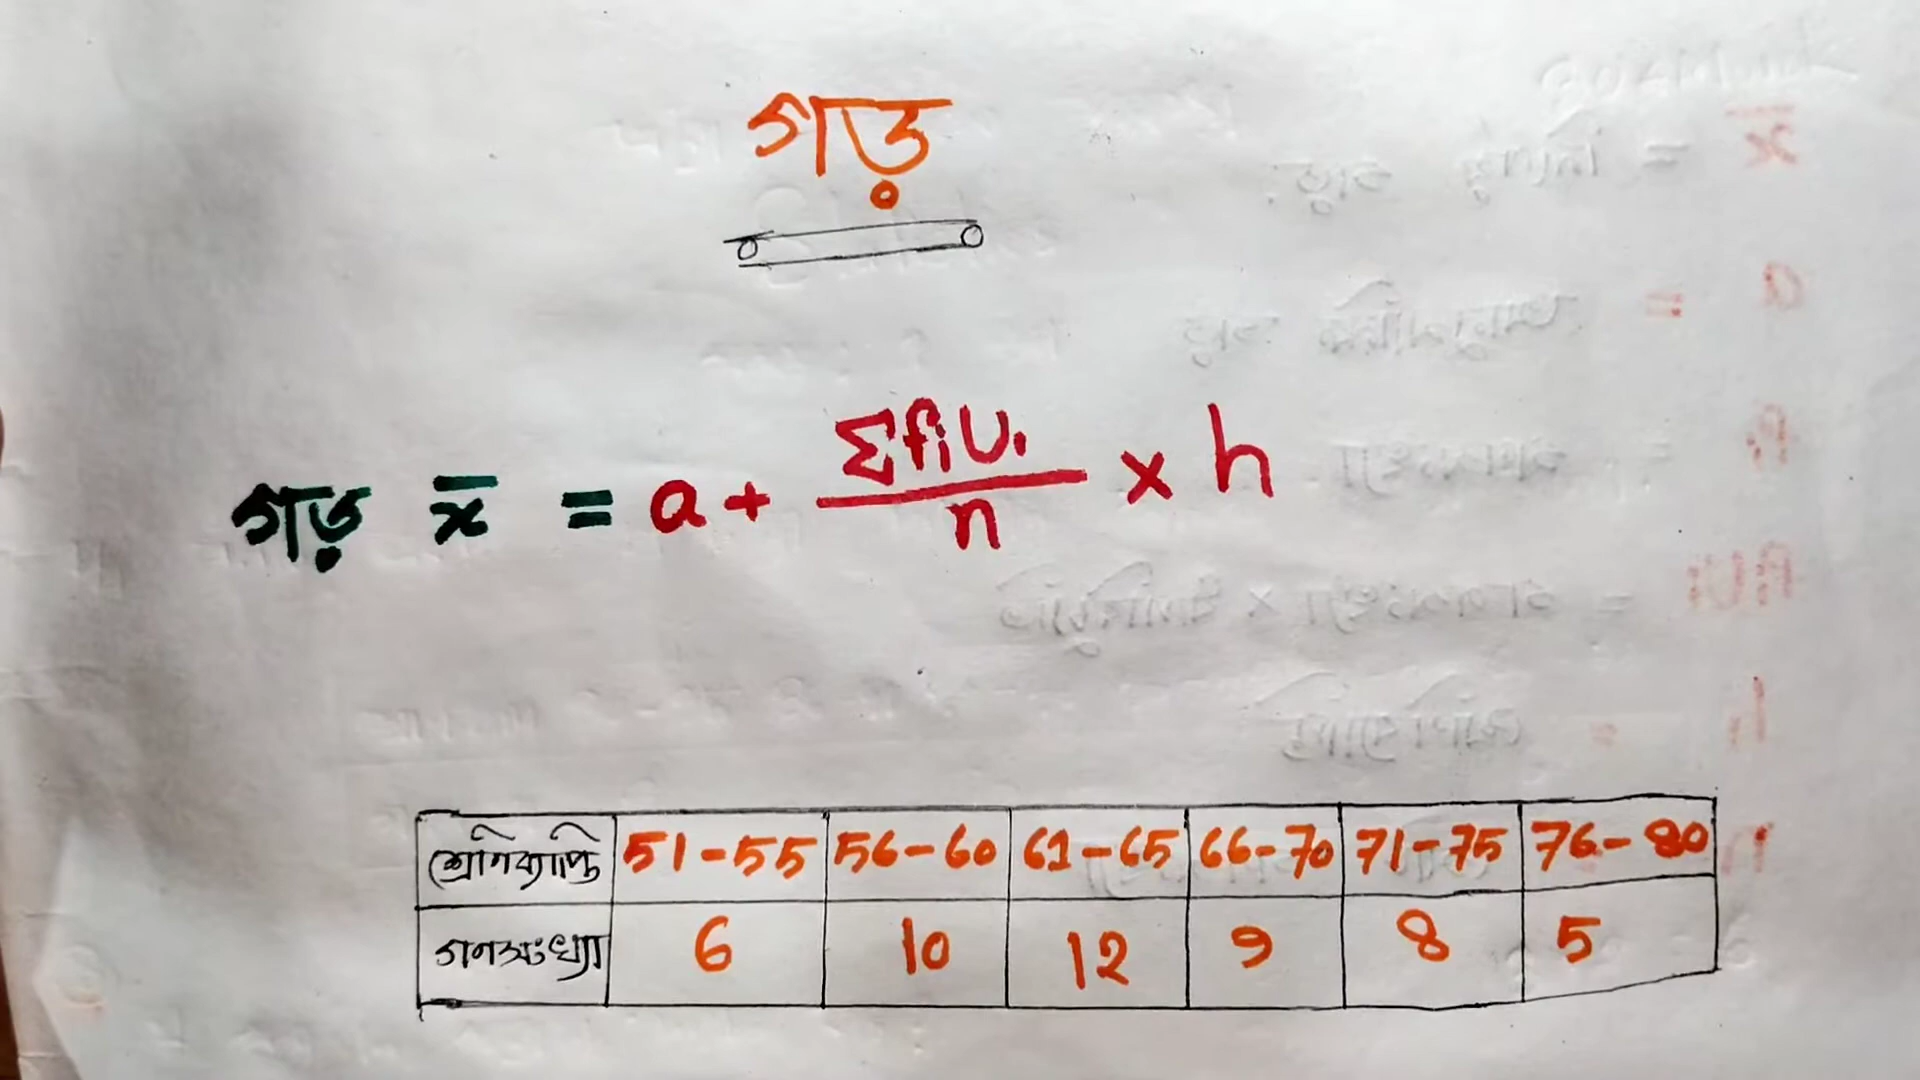 গড়
গড় x̄ = a + Σfiui/n × h
শ্রেণিব্যাপ্তি 51-55 56-60 61-65 66-70 71-75 76-80
গনসংখ্যা 6 10 12 9 8 5